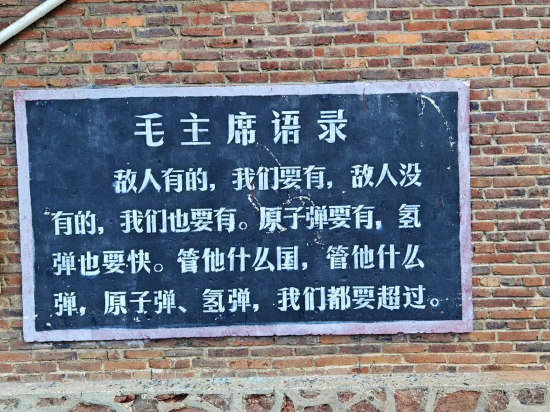 毛主席语录
敌人有的，我们要有，敌人没
有的，我们也要有。原子弹要有，氢
弹也要快。管他什么国，管他什么
弹，原子弹、氢弹，我们都要超过。